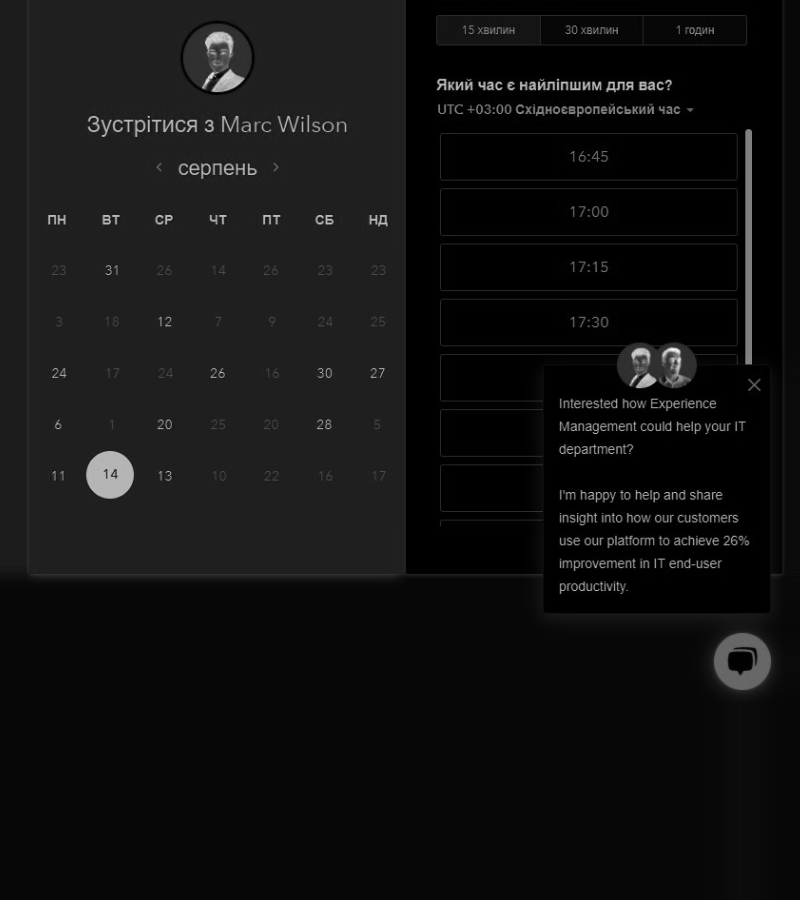 Зустрітися з Marc Wilson
серпень
ПН ВТ СР ЧТ ПТ СБ НД
23 31 26 14 26 23 23
3 18 12 7 9 24 25
24 17 24 26 16 30 27
6 1 20 25 20 28 5
11 14 13 10 22 16 17
15 хвилин 30 хвилин 1 годин
Який час є найліпшим для вас?
UTC +03:00 Східноєвропейський час
16:45
17:00
17:15
17:30
Interested how Experience
Management could help your IT
department?
I'm happy to help and share
insight into how our customers
use our platform to achieve 26%
improvement in IT end-user
productivity.